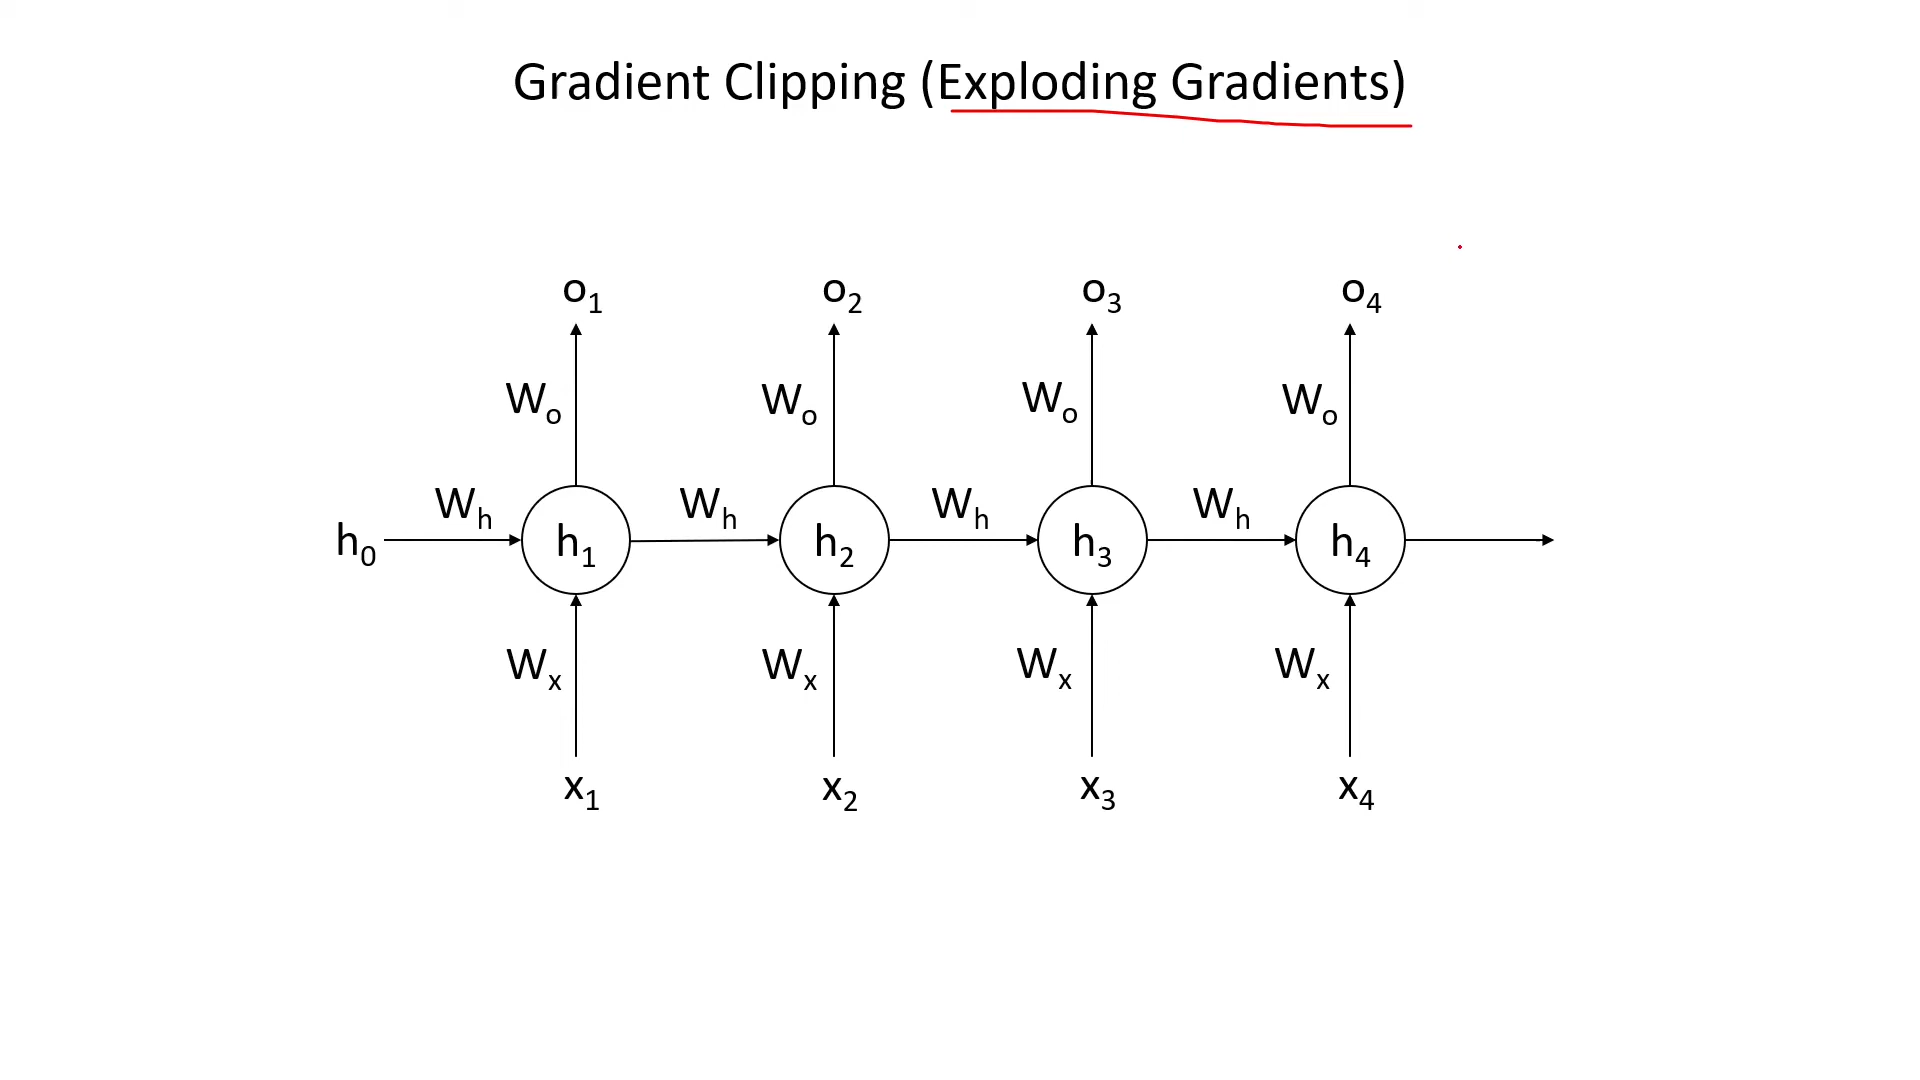 Gradient Clipping (Exploding Gradients)
o1 o2 o3 o4
Wo Wo Wo Wo
Wh Wh Wh Wh
h0 h1 h2 h3 h4
Wx Wx Wx Wx
x1 x2 x3 x4